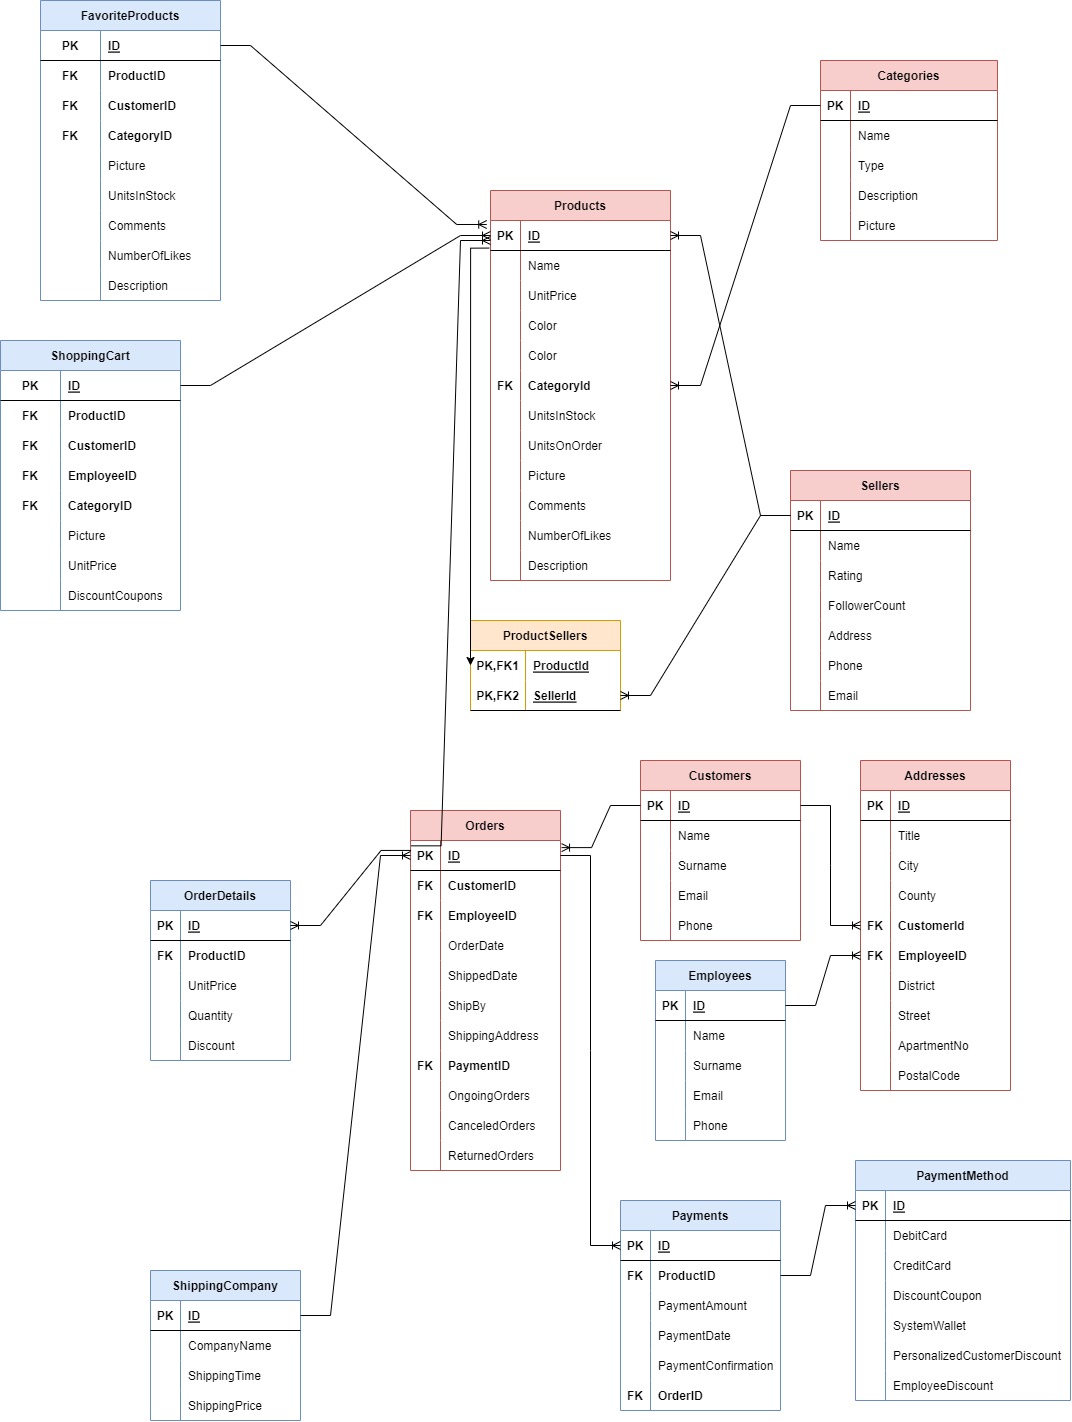 FavoriteProducts
PK ID
FK ProductID
FK CustomerID
FK CategoryID
Picture
UnitsInStock
Comments
NumberOfLikes
Description
Categories
PK ID
Name
Type
Description
Picture
Products
PK ID
Name
UnitPrice
Color
Color
FK CategoryId
UnitsInStock
UnitsOnOrder
Picture
Comments
NumberOfLikes
Description
ShoppingCart
PK ID
FK ProductID
FK CustomerID
FK EmployeeID
FK CategoryID
Picture
UnitPrice
DiscountCoupons
Sellers
PK ID
Name
Rating
FollowerCount
Address
Phone
Email
ProductSellers
PK,FK1 ProductId
PK,FK2 SellerId
Customers
PK ID
Name
Surname
Email
Phone
Addresses
PK ID
Title
City
County
FK CustomerId
FK EmployeeID
District
Street
ApartmentNo
PostalCode
Orders
PK ID
FK CustomerID
FK EmployeeID
OrderDate
ShippedDate
ShipBy
ShippingAddress
FK PaymentID
OngoingOrders
CanceledOrders
ReturnedOrders
OrderDetails
PK ID
FK ProductID
UnitPrice
Quantity
Discount
Employees
PK ID
Name
Surname
Email
Phone
PaymentMethod
PK ID
DebitCard
CreditCard
DiscountCoupon
SystemWallet
PersonalizedCustomerDiscount
EmployeeDiscount
Payments
PK ID
FK ProductID
PaymentAmount
PaymentDate
PaymentConfirmation
FK OrderID
ShippingCompany
PK ID
CompanyName
ShippingTime
ShippingPrice